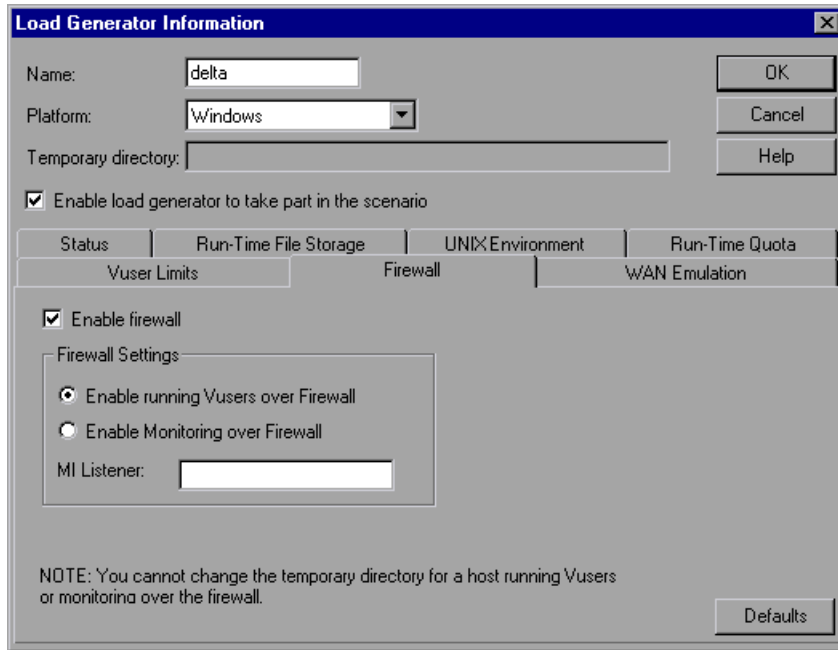 Load Generator Information
Name:
delta
OK
Platform:
Windows
Cancel
Temporary directory:
Help
Enable load generator to take part in the scenario
Status
Run-Time File Storage
UNIX Environment
Run-Time Quota
Vuser Limits
Firewall
WAN Emulation
Enable firewall
Firewall Settings
Enable running Vusers over Firewall
Enable Monitoring over Firewall
MI Listener:
NOTE: You cannot change the temporary directory for a host running Vusers
or monitoring over the firewall.
Defaults